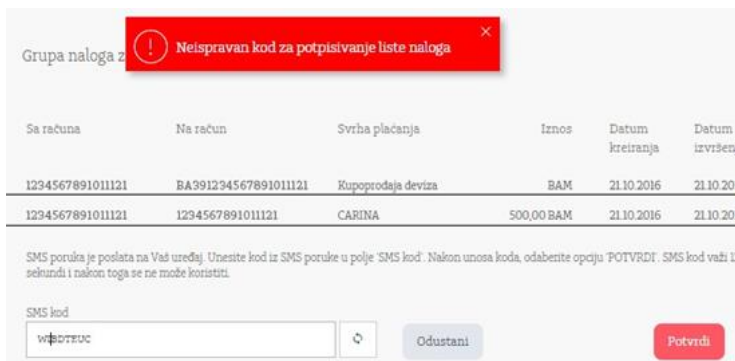 Neispravan kod za potpisivanje liste naloga
Grupa naloga z
Sa računa Na račun Svrha plaćanja Iznos Datum kreiranja Datum izvršen
1234567891011121 BA391234567891011121 Kupoprodaja deviza BAM 21.10.2016 21.10.20
1234567891011121 1234567891011121 CARINA 500,00 BAM 21.10.2016 21.10.20
SMS poruka je poslata na Vaš uređaj. Unesite kod iz SMS poruke u polje 'SMS kod'. Nakon unosa koda, odaberite opciju 'POTVRDI'. SMS kod važi
sekundi i nakon toga se ne može koristiti.
SMS kod
Odustani Potvrdi